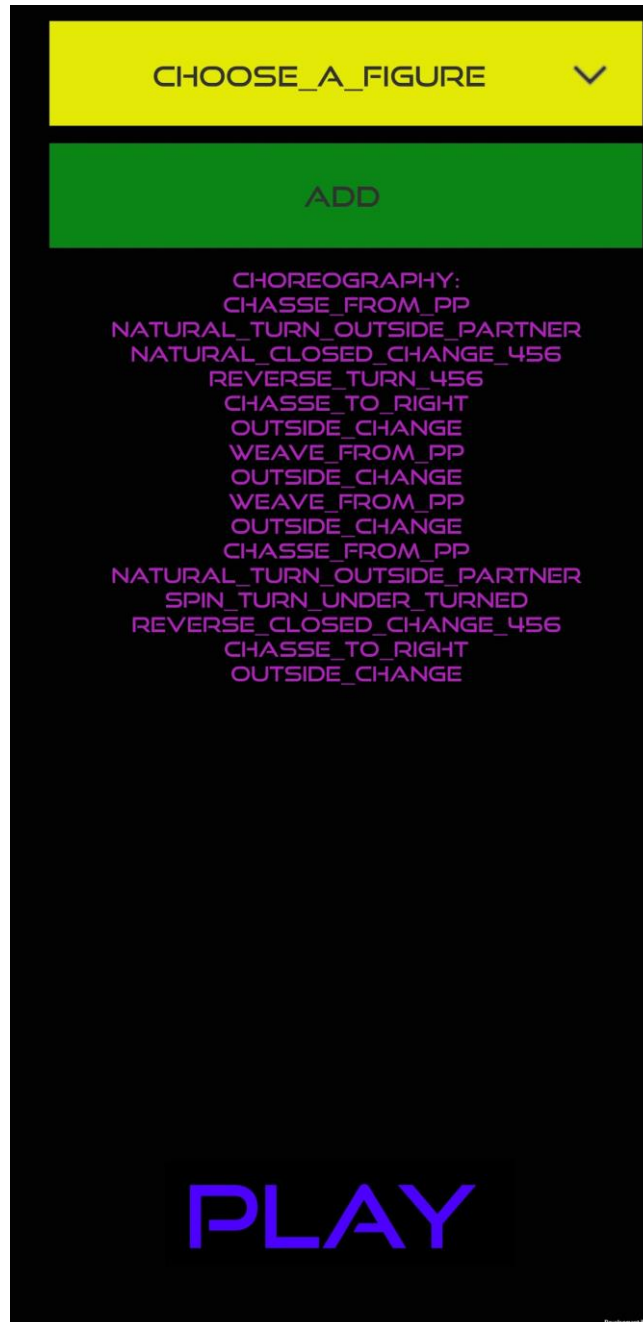 CHOOSE_A_FIGURE
ADD
CHOREOGRAPHY:
CHASSE_FROM_PP
NATURAL_TURN_OUTSIDE_PARTNER
NATURAL_CLOSED_CHANGE_456
REVERSE_TURN_456
CHASSE_TO_RIGHT
OUTSIDE_CHANGE
WEAVE_FROM_PP
OUTSIDE_CHANGE
WEAVE_FROM_PP
OUTSIDE_CHANGE
CHASSE_FROM_PP
NATURAL_TURN_OUTSIDE_PARTNER
SPIN_TURN_UNDER_TURNED
REVERSE_CLOSED_CHANGE_456
CHASSE_TO_RIGHT
OUTSIDE_CHANGE
PLAY